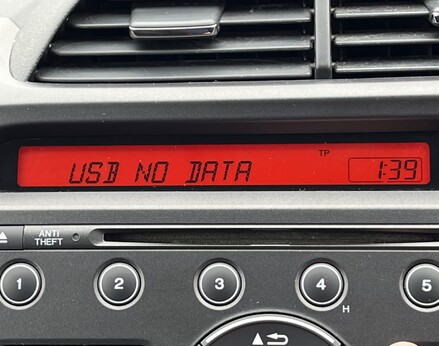 TP
USB NO DATA 1:39
ANTI
THEFT
1 2 3 4 5
H